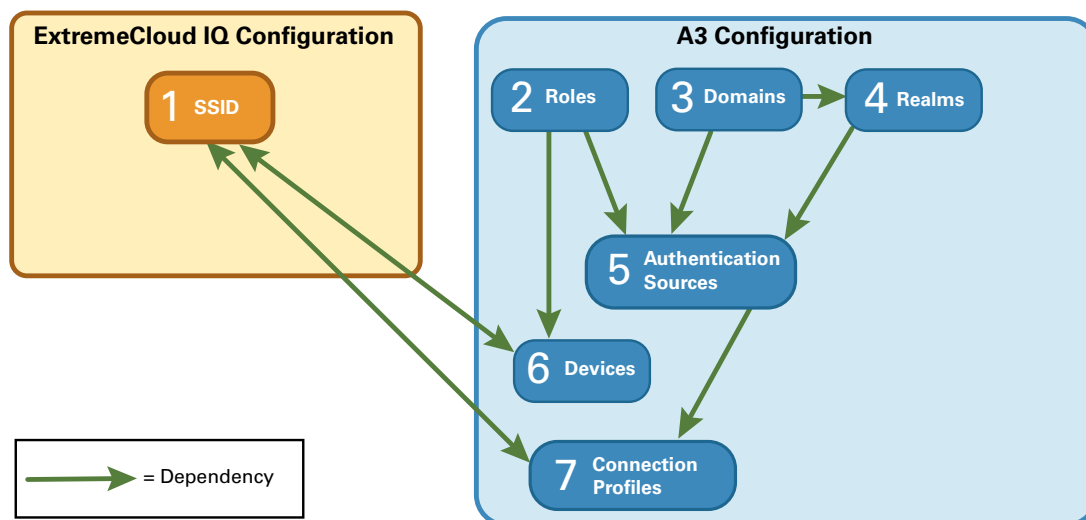 ExtremeCloud IQ Configuration
1 SSID
A3 Configuration
2 Roles
3 Domains
4 Realms
5 Authentication
Sources
6 Devices
7 Connection
Profiles
= Dependency